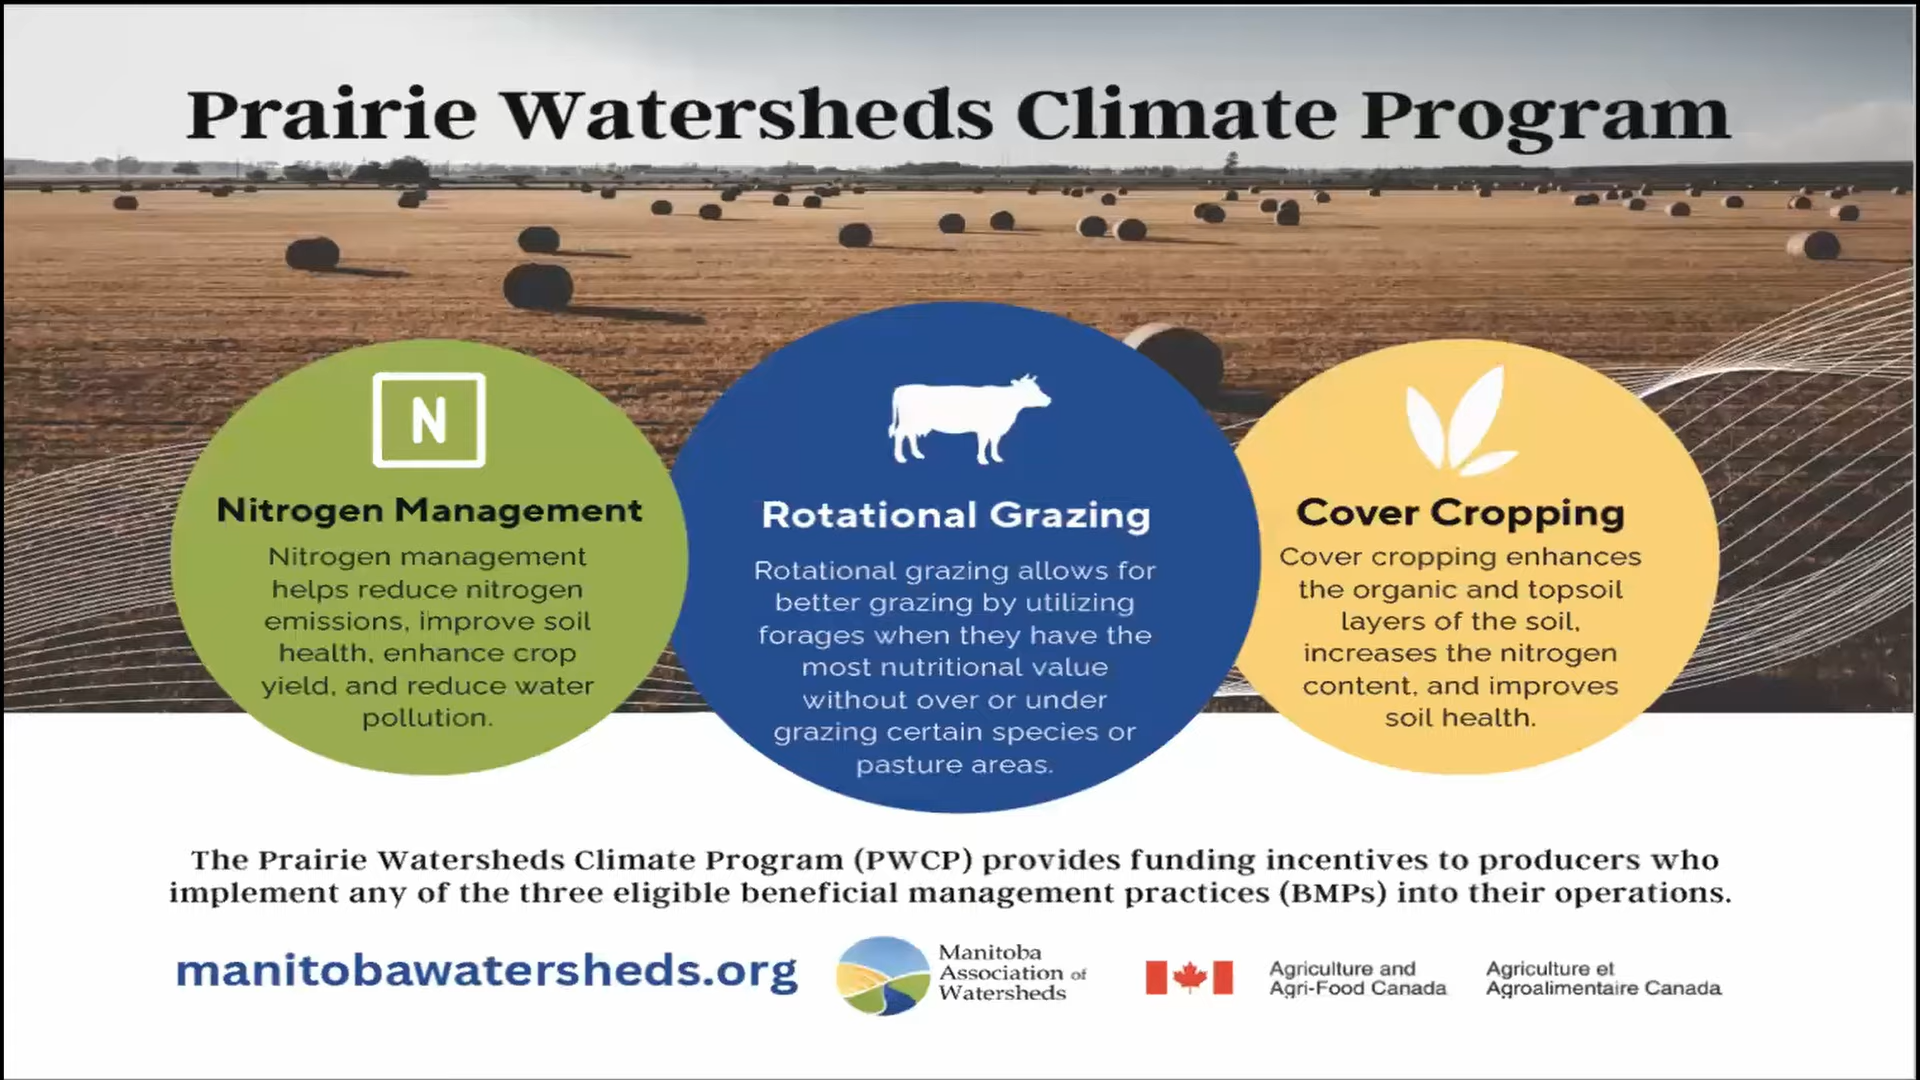 Prairie Watersheds Climate Program
N
Nitrogen Management
Nitrogen management
helps reduce nitrogen
emissions, improve soil
health, enhance crop
yield, and reduce water
pollution.
Rotational Grazing
Rotational grazing allows for
better grazing by utilizing
forages when they have the
most nutritional value
without over or under
grazing certain species or
pasture areas.
Cover Cropping
Cover cropping enhances
the organic and topsoil
layers of the soil,
increases the nitrogen
content, and improves
soil health.
The Prairie Watersheds Climate Program (PWCP) provides funding incentives to producers who
implement any of the three eligible beneficial management practices (BMPs) into their operations.
manitobawatersheds.org
Manitoba
Association of
Watersheds
Agriculture and
Agri-Food Canada
Agriculture et
Agroalimentaire Canada